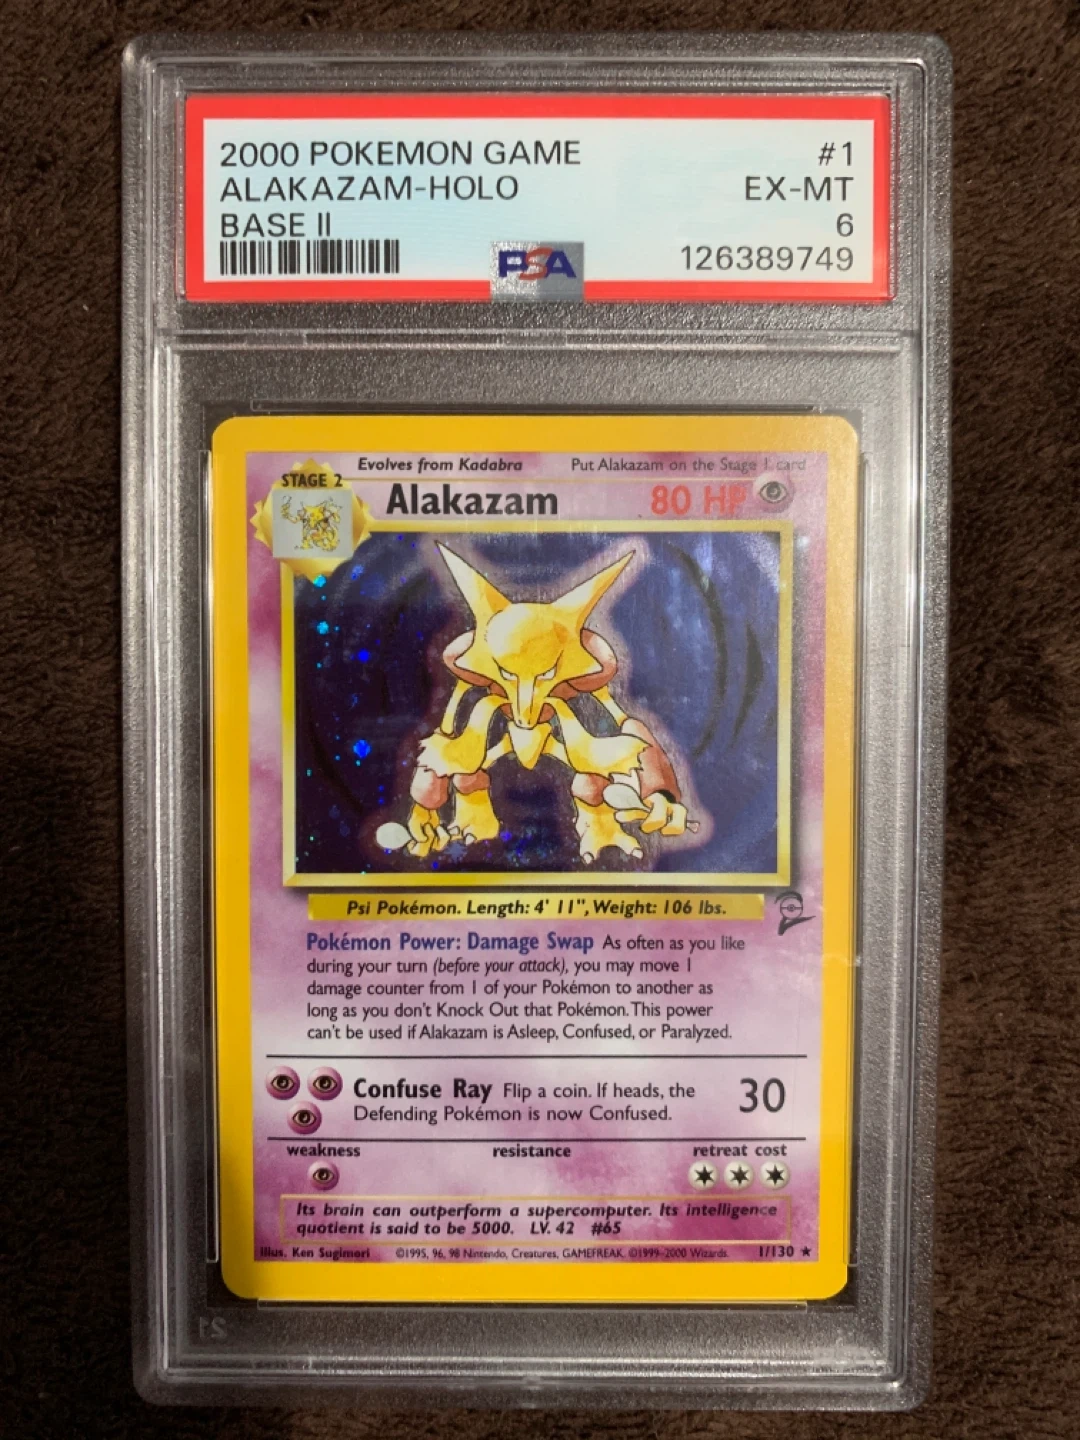 2000 POKEMON GAME #1
ALAKAZAM-HOLO EX-MT
BASE II 6
PSA 126389749
Evolves from Kadabra Put Alakazam on the Stage 1 card
STAGE 2
Alakazam 80 HP
Psi Pokémon. Length: 4' 11", Weight: 106 lbs.
Pokémon Power: Damage Swap As often as you like
during your turn (before your attack), you may move 1
damage counter from 1 of your Pokémon to another as
long as you don't Knock Out that Pokémon. This power
can't be used if Alakazam is Asleep, Confused, or Paralyzed.
Confuse Ray Flip a coin. If heads, the 30
Defending Pokémon is now Confused.
weakness resistance retreat cost
Its brain can outperform a supercomputer. Its intelligence
quotient is said to be 5000. LV. 42 #65
Illus. Ken Sugimori ©1995, 96, 98 Nintendo, Creatures, GAMEFREAK. ©1999-2000 Wizards. 1/130 ★